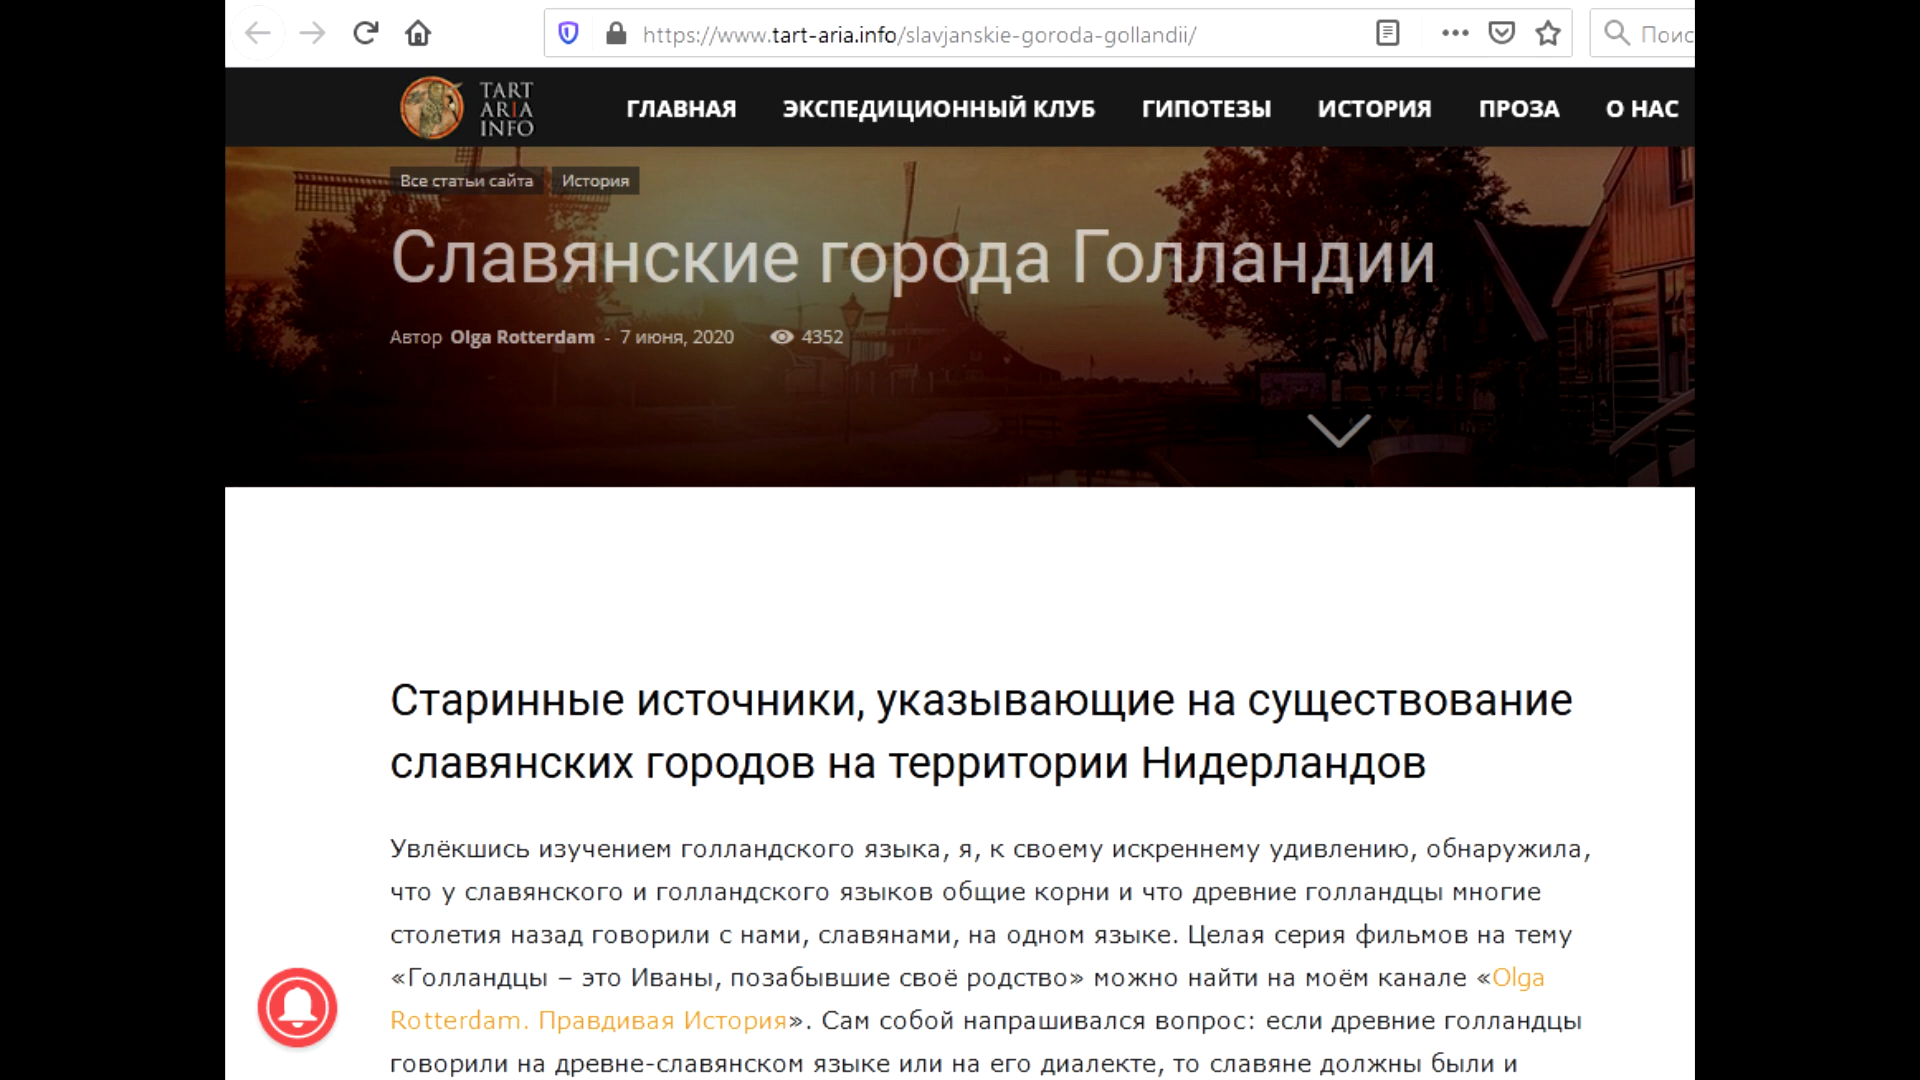 https://www.tart-aria.info/slavjanskie-goroda-gollandii/
Поис
TART
ARIA
INFO
ГЛАВНАЯ ЭКСПЕДИЦИОННЫЙ КЛУБ ГИПОТЕЗЫ ИСТОРИЯ ПРОЗА О НАС
Все статьи сайта История
Славянские города Голландии
Автор Olga Rotterdam - 7 июня, 2020 4352
Старинные источники, указывающие на существование
славянских городов на территории Нидерландов
Увлёкшись изучением голландского языка, я, к своему искреннему удивлению, обнаружила,
что у славянского и голландского языков общие корни и что древние голландцы многие
столетия назад говорили с нами, славянами, на одном языке. Целая серия фильмов на тему
«Голландцы – это Иваны, позабывшие своё родство» можно найти на моём канале «Olga
Rotterdam. Правдивая История». Сам собой напрашивался вопрос: если древние голландцы
говорили на древне-славянском языке или на его диалекте, то славяне должны были и